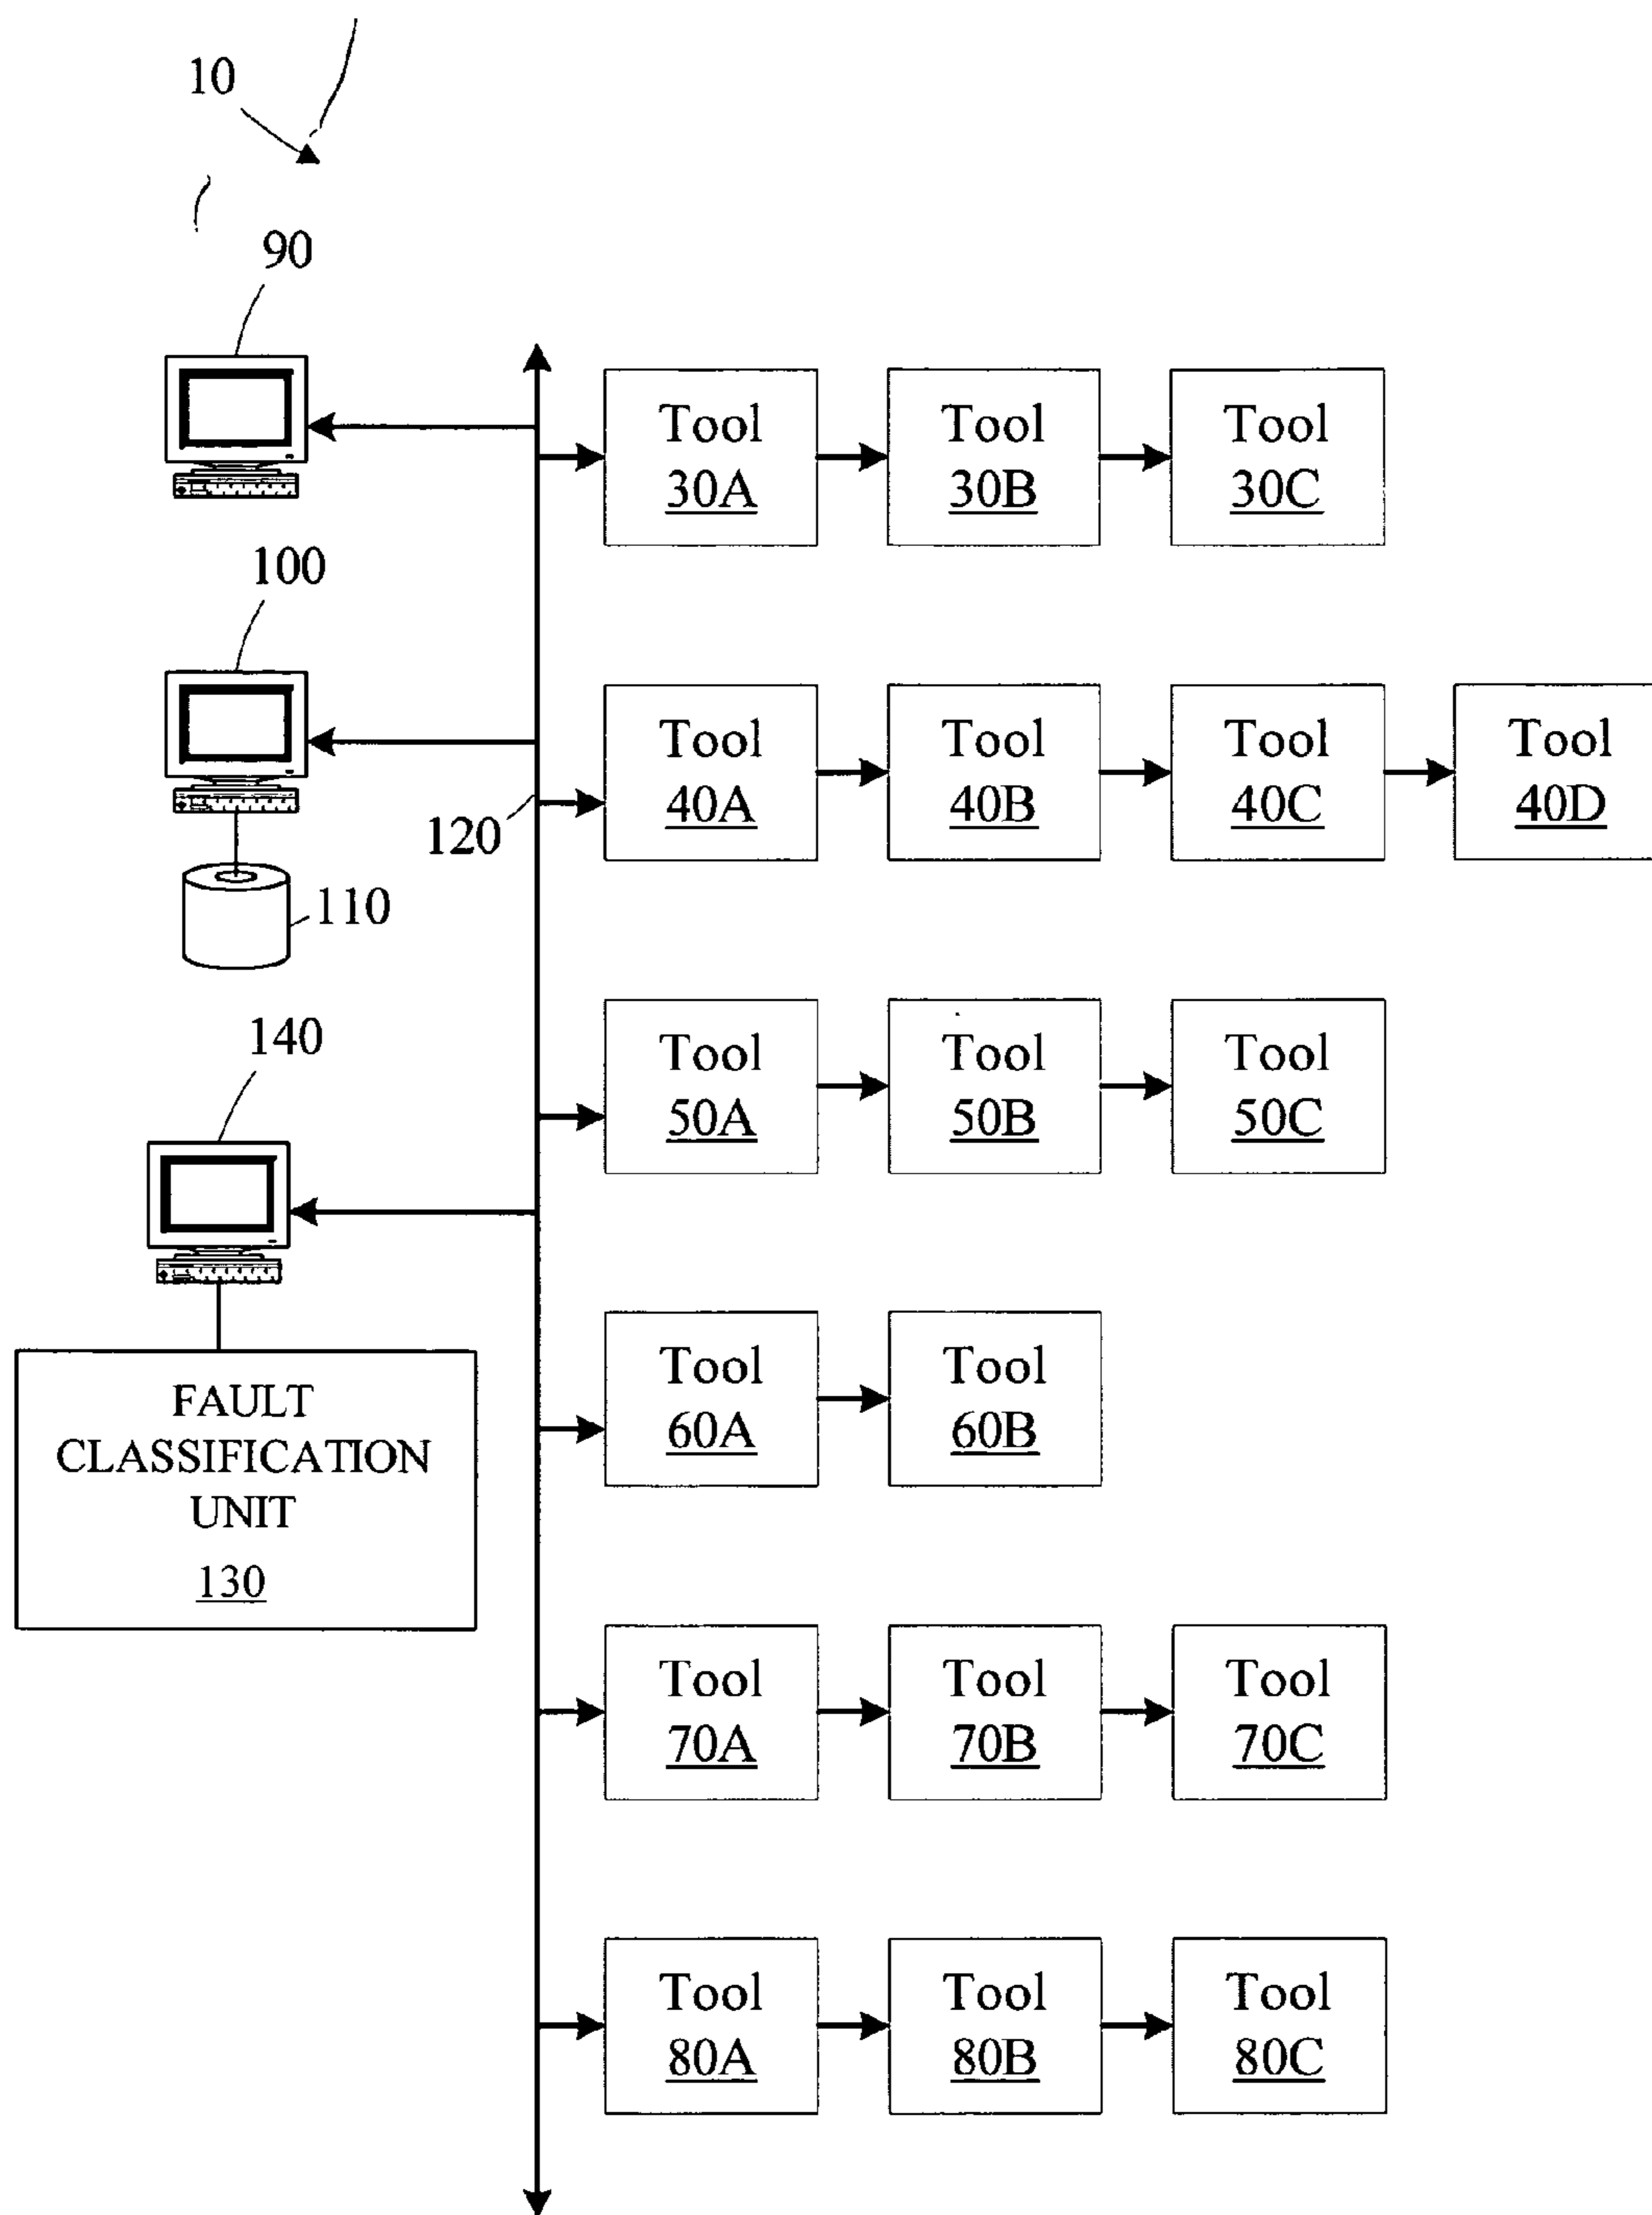 10
90
Tool
30A
Tool
30B
Tool
30C
100
Tool
40A
Tool
40B
Tool
40C
Tool
40D
120
110
140
Tool
50A
Tool
50B
Tool
50C
Tool
60A
Tool
60B
FAULT
CLASSIFICATION
UNIT
130
Tool
70A
Tool
70B
Tool
70C
Tool
80A
Tool
80B
Tool
80C